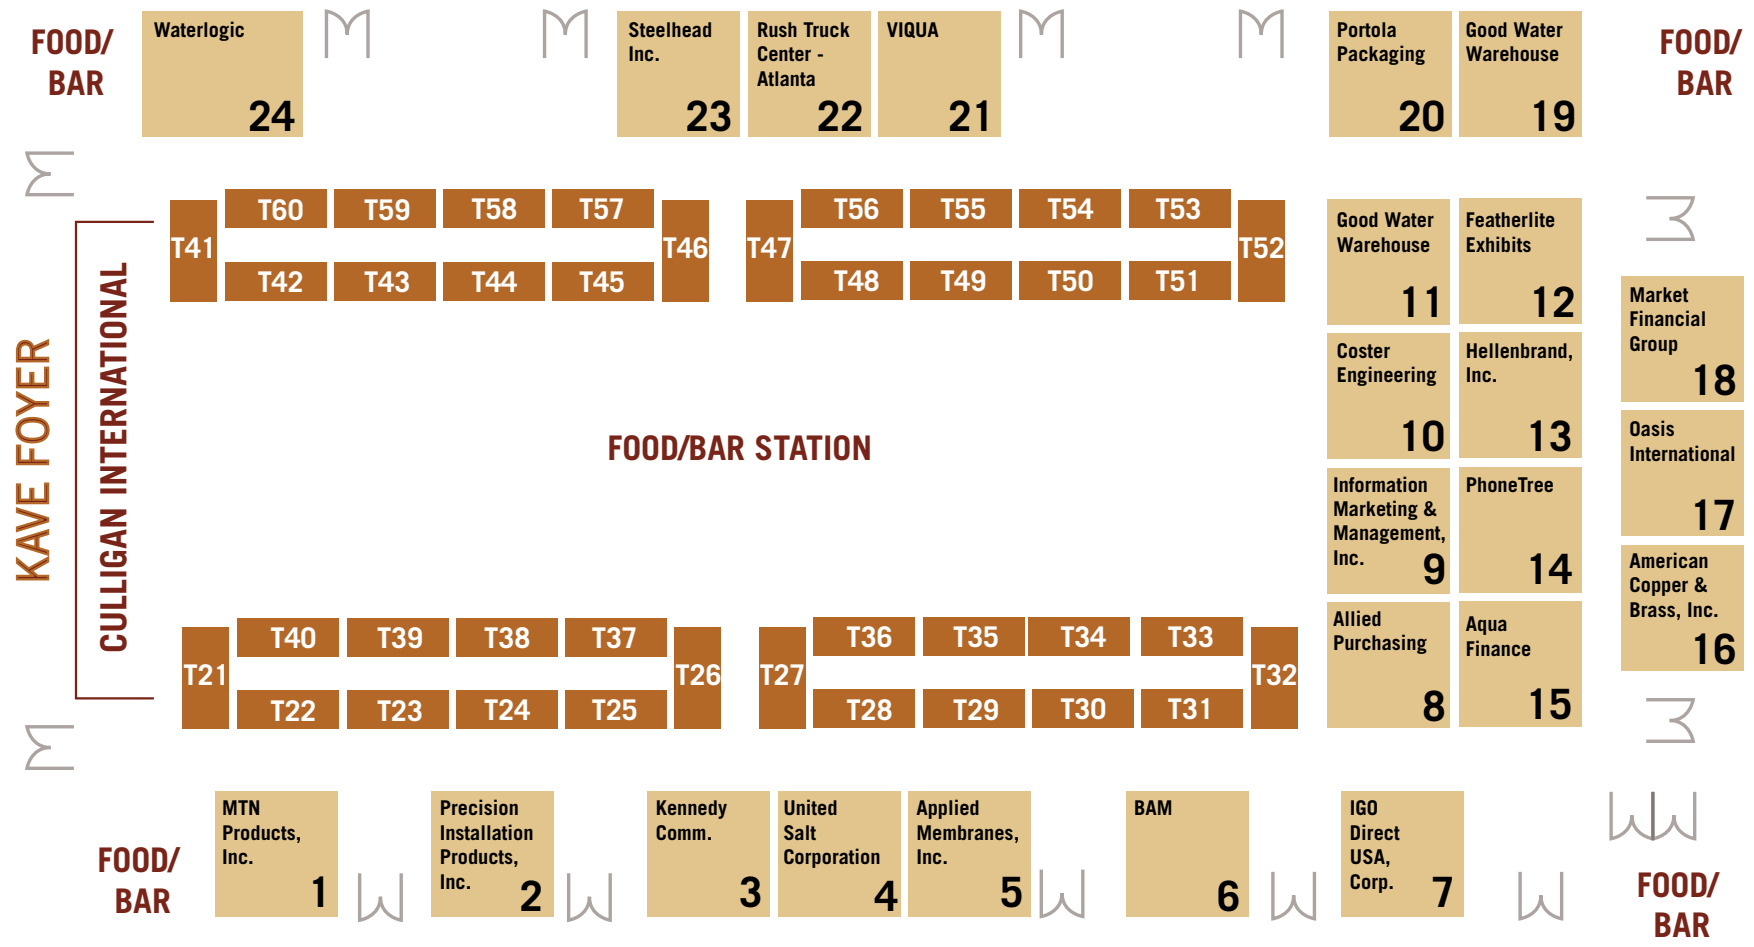 FOOD/
BAR
Waterlogic
24
Steelhead
Inc.
23
Rush Truck
Center -
Atlanta
22
VIQUA
21
Portola
Packaging
20
Good Water
Warehouse
19
FOOD/
BAR
T41
T60
T59
T58
T57
T46
T42
T43
T44
T45
T47
T56
T55
T54
T53
T52
T48
T49
T50
T51
KAVE FOYER
CULLIGAN INTERNATIONAL
FOOD/BAR STATION
Good Water
Warehouse
11
Featherlite
Exhibits
12
Coster
Engineering
10
Hellenbrand,
Inc.
13
Information
Marketing &
Management,
Inc.
9
PhoneTree
14
Allied
Purchasing
8
Aqua
Finance
15
Market
Financial
Group
18
Oasis
International
17
American
Copper &
Brass, Inc.
16
T21
T40
T39
T38
T37
T26
T22
T23
T24
T25
T27
T36
T35
T34
T33
T32
T28
T29
T30
T31
FOOD/
BAR
MTN
Products,
Inc.
1
Precision
Installation
Products,
Inc.
2
Kennedy
Comm.
3
United
Salt
Corporation
4
Applied
Membranes,
Inc.
5
BAM
6
IGO
Direct
USA,
Corp.
7
FOOD/
BAR